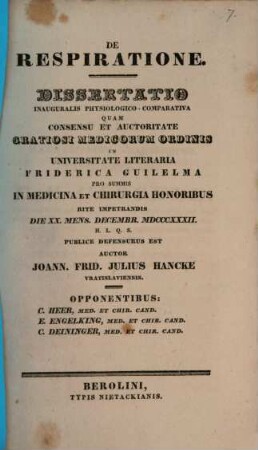 7.
DE
RESPIRATIONE.
DISSERTATIO
INAUGURALIS PHYSIOLOGICO-COMPARATIVA
QUAM
CONSENSU ET AUCTORITATE
GRATIOSI MEDICORUM ORDINIS
IN
UNIVERSITATE LITERARIA
FRIDERICA GUILELMA
PRO SUMMIS
IN MEDICINA ET CHIRURGIA HONORIBUS
RITE IMPETRANDIS
DIE XX. MENS. DECEMBR. MDCCCXXXII.
H. L. Q. S.
PUBLICE DEFENSURUS EST
AUCTOR
JOANN. FRID. JULIUS HANCKE
VRATISLAVIENSIS.
OPPONENTIBUS:
C. HEER, MED. ET CHIR. CAND.
E. ENGELKING, MED. ET CHIR. CAND.
C. DEININGER, MED. ET CHIR. CAND.
BEROLINI,
TYPIS NIETACKIANIS.